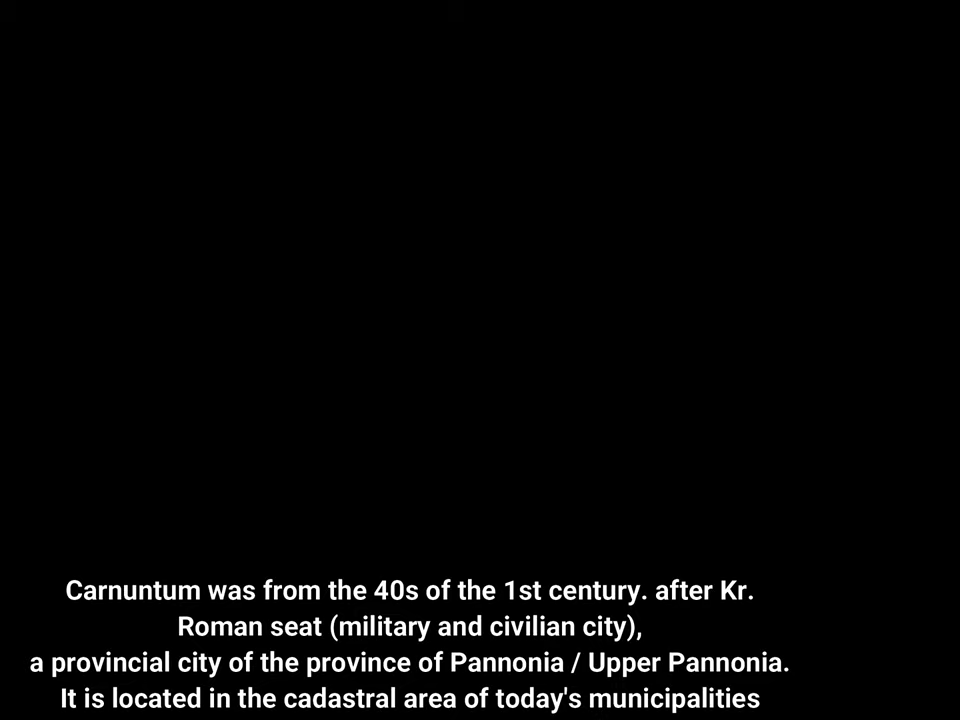 Carnuntum was from the 40s of the 1st century. after Kr.
Roman seat (military and civilian city),
a provincial city of the province of Pannonia / Upper Pannonia.
It is located in the cadastral area of today's municipalities